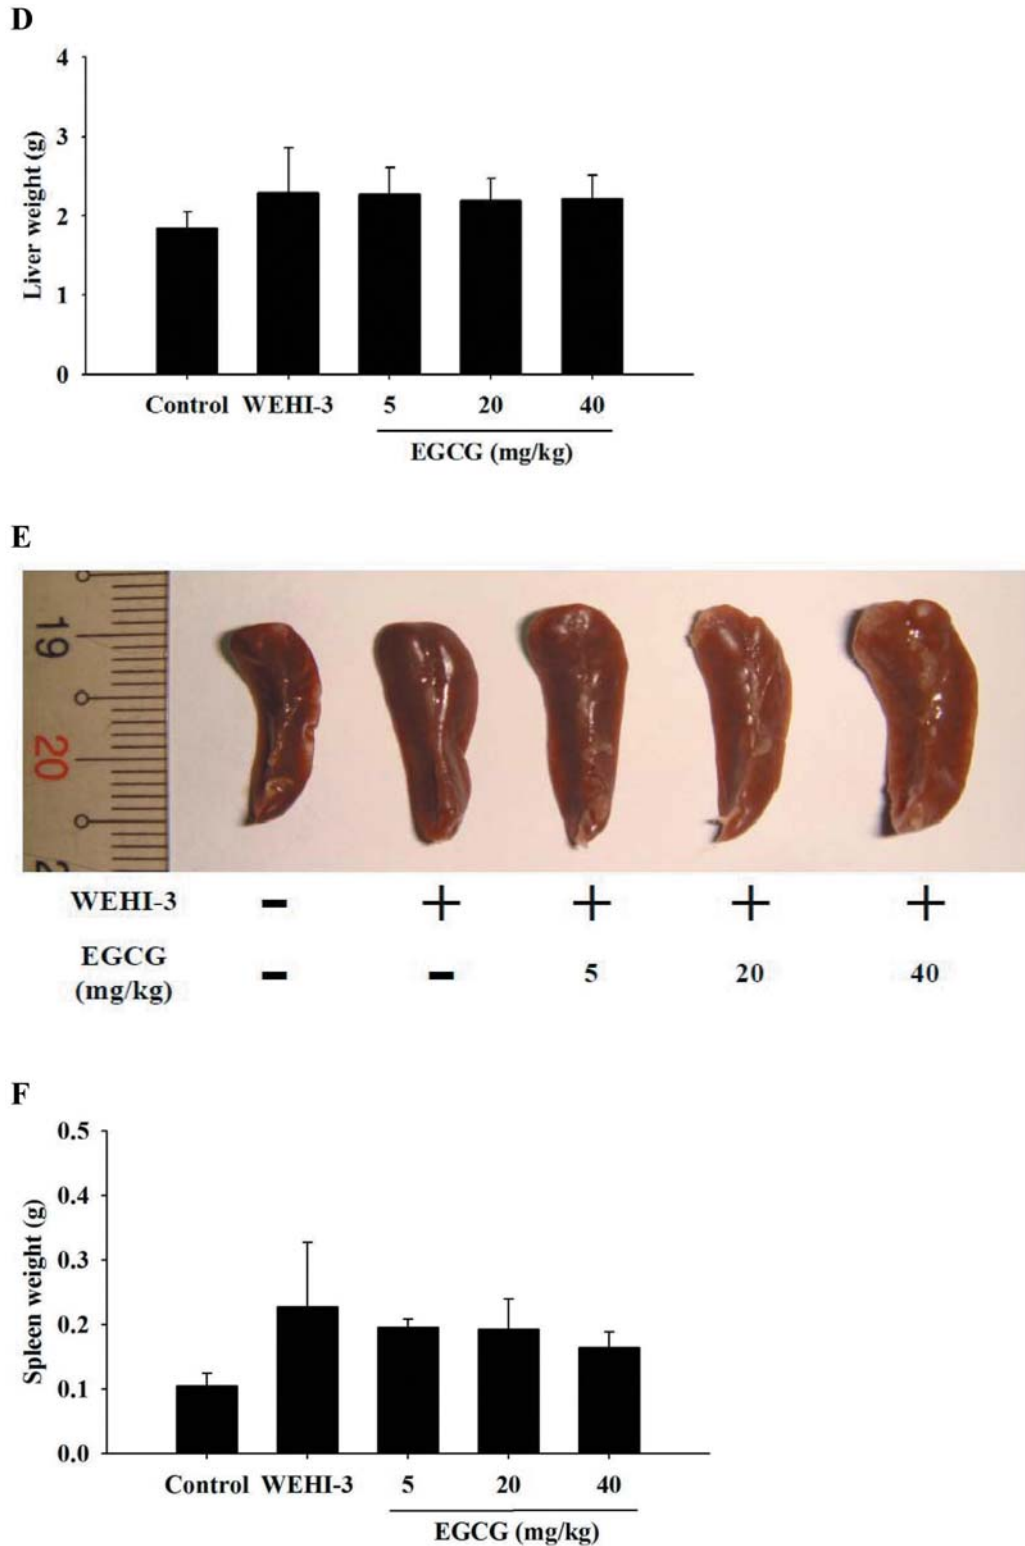 D
4
3
2
1
0
Liver weight (g)
Control WEHI-3 5 20 40
EGCG (mg/kg)
E
19
20
2
WEHI-3 - + + + +
EGCG
(mg/kg) - - 5 20 40
F
0.5
0.4
0.3
0.2
0.1
0.0
Spleen weight (g)
Control WEHI-3 5 20 40
EGCG (mg/kg)